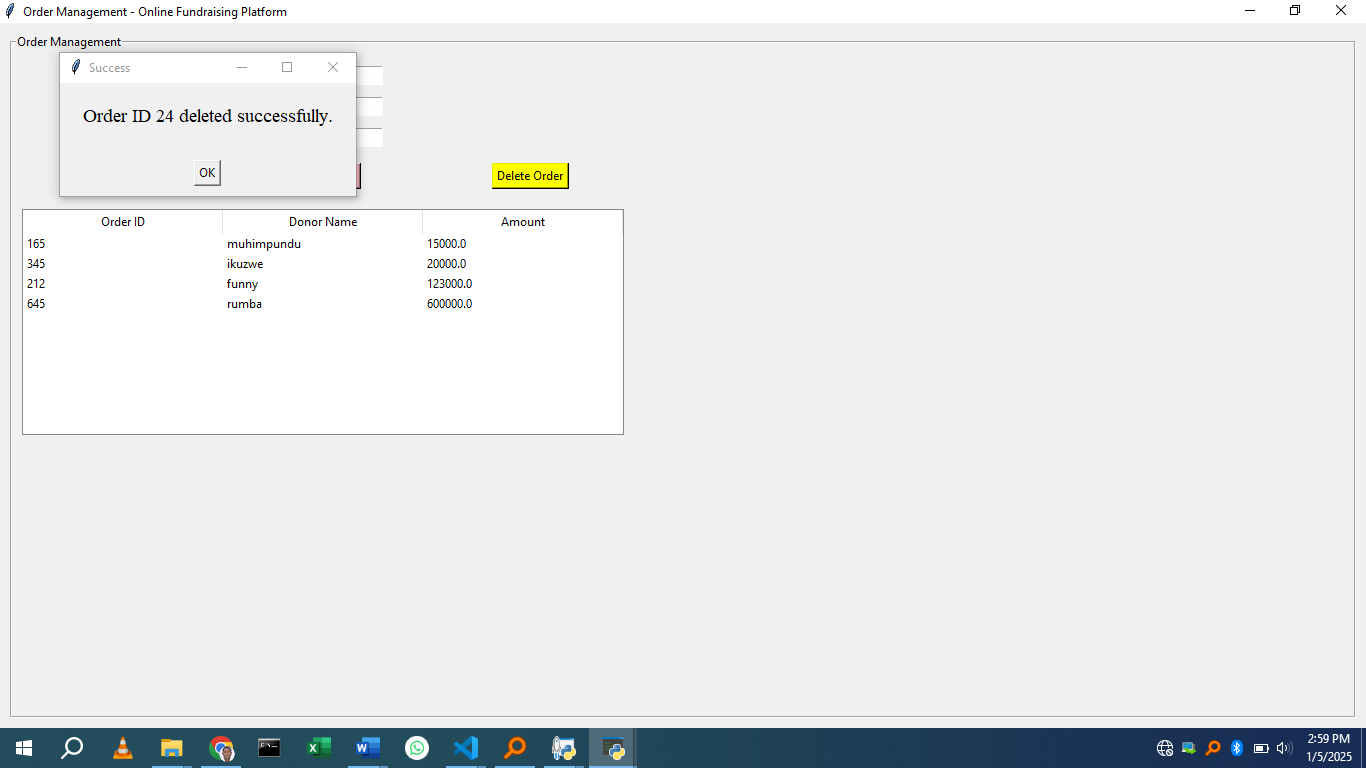 Order Management - Online Fundraising Platform
Order Management
Success
Order ID 24 deleted successfully.
OK
Delete Order
Order ID Donor Name Amount
165 muhimpundu 15000.0
345 ikuzwe 20000.0
212 funny 123000.0
645 rumba 600000.0
2:59 PM
1/5/2025